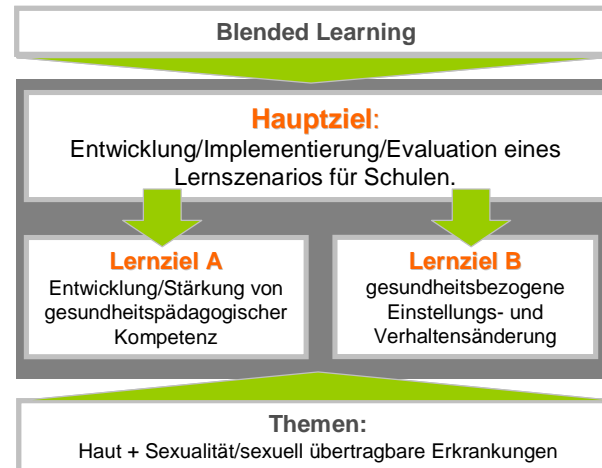 Blended Learning
Hauptziel:
Entwicklung/Implementierung/Evaluation eines
Lernszenarios für Schulen.
Lernziel A
Entwicklung/Stärkung von
gesundheitspädagogischer
Kompetenz
Lernziel B
gesundheitsbezogene
Einstellungs- und
Verhaltensänderung
Themen:
Haut + Sexualität/sexuell übertragbare Erkrankungen